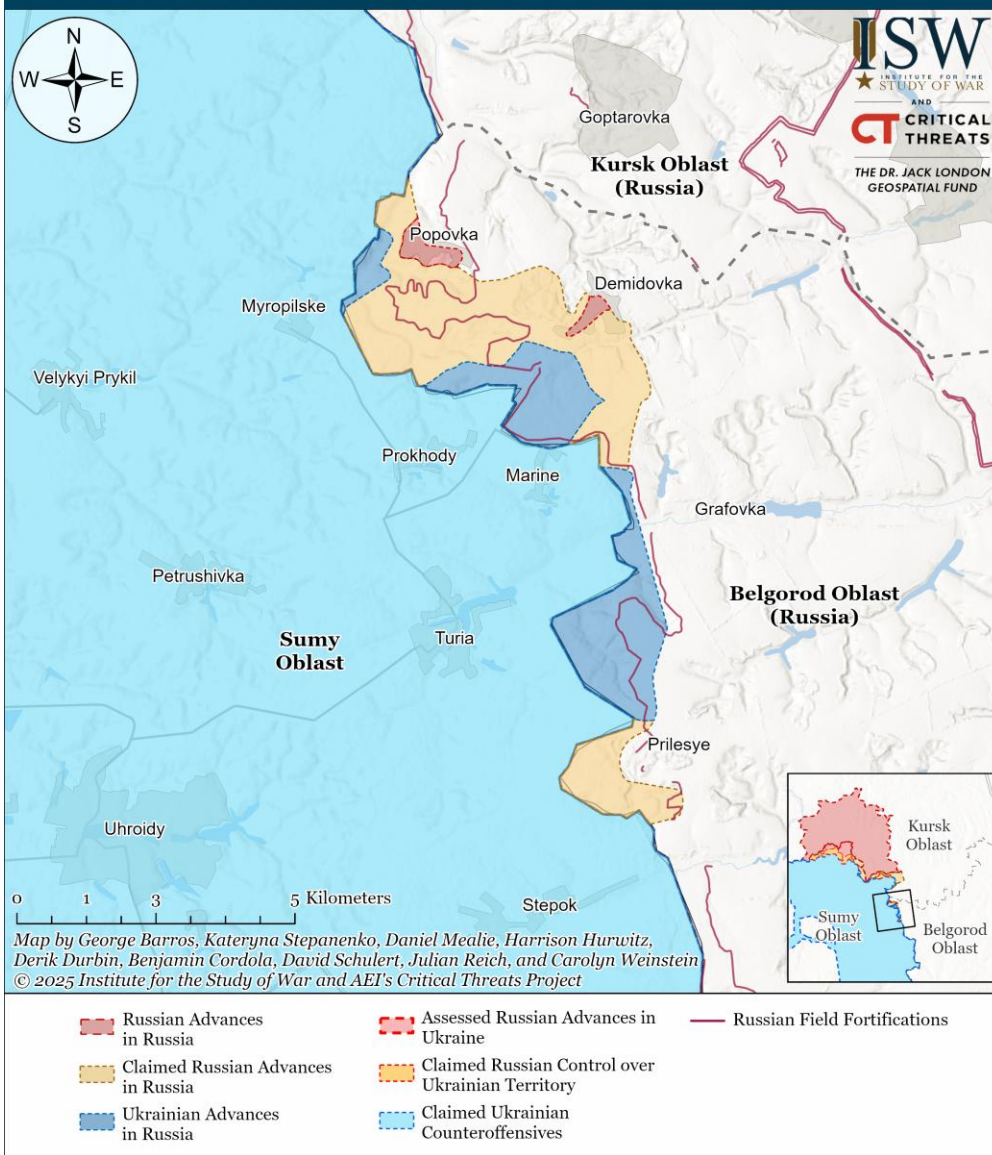 N
W
E
S
ISW
INSTITUTE FOR THE
STUDY OF WAR
AND
CT CRITICAL
THREATS
THE DR. JACK LONDON
GEOSPATIAL FUND
Goptarovka
Kursk Oblast
(Russia)
Popovka
Demidovka
Myropilske
Velykyi Prykil
Prokhody
Marine
Grafovka
Petrushivka
Belgorod Oblast
(Russia)
Sumy
Oblast
Turia
Prilesye
Uhroidy
Stepok
Kursk
Oblast
Sumy
Oblast
Belgorod
Oblast
0 1 3 5 Kilometers
Map by George Barros, Kateryna Stepanenko, Daniel Mealie, Harrison Hurwitz,
Derik Durbin, Benjamin Cordola, David Schulert, Julian Reich, and Carolyn Weinstein
© 2025 Institute for the Study of War and AEI's Critical Threats Project
Russian Advances
in Russia
Claimed Russian Advances
in Russia
Ukrainian Advances
in Russia
Assessed Russian Advances in
Ukraine
Claimed Russian Control over
Ukrainian Territory
Claimed Ukrainian
Counteroffensives
Russian Field Fortifications